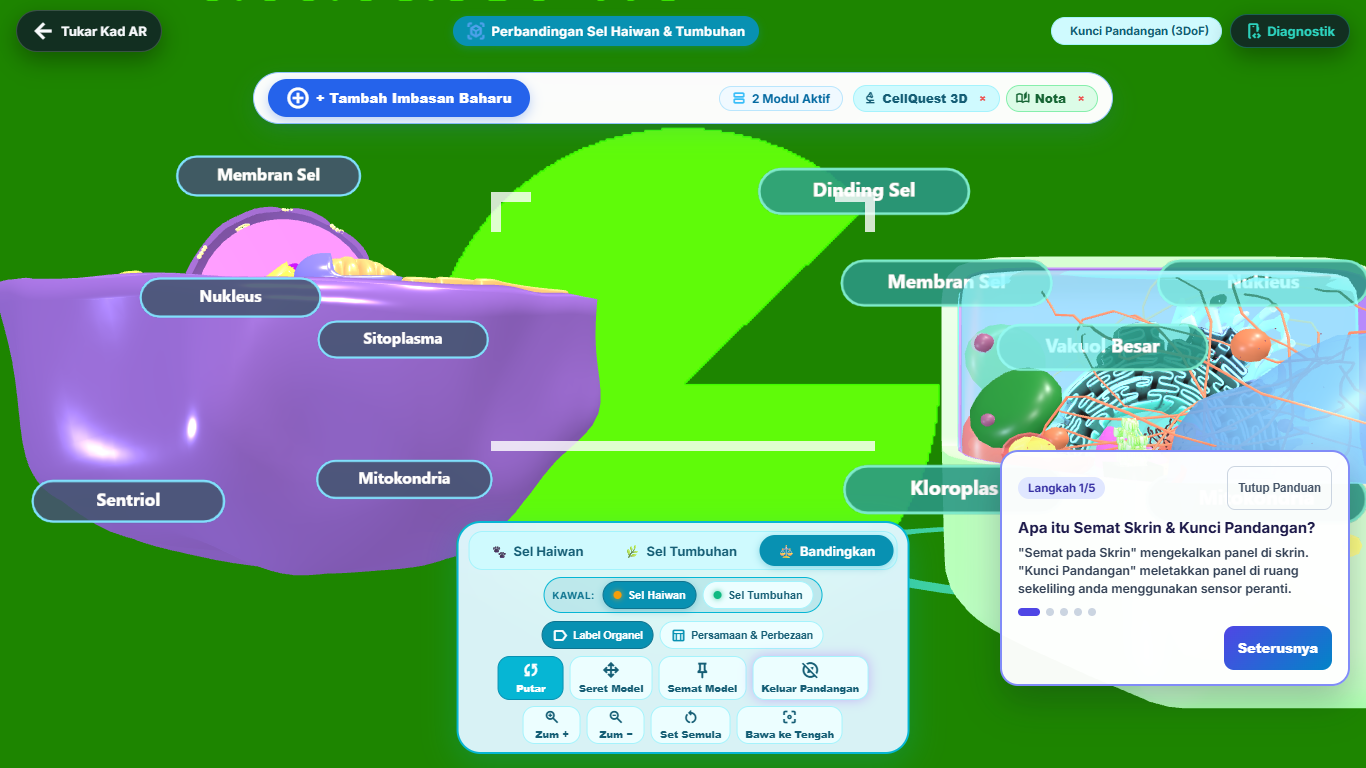 Tukar Kad AR
Perbandingan Sel Haiwan & Tumbuhan
Kunci Pandangan (3DoF)
Diagnostik
+ Tambah Imbasan Baharu
2 Modul Aktif
CellQuest 3D ×
Nota ×
Membran Sel
Dinding Sel
Nukleus
Membran Sel
Nukleus
Sitoplasma
Vakuol Besar
Mitokondria
Sentriol
Kloroplas
Langkah 1/5
Tutup Panduan
Apa itu Semat Skrin & Kunci Pandangan?
"Semat pada Skrin" mengekalkan panel di skrin.
"Kunci Pandangan" meletakkan panel di ruang
sekeliling anda menggunakan sensor peranti.
Seterusnya
Sel Haiwan
Sel Tumbuhan
Bandingkan
KAWAL:
Sel Haiwan
Sel Tumbuhan
Label Organel
Persamaan & Perbezaan
Putar
Seret Model
Semat Model
Keluar Pandangan
Zum +
Zum −
Set Semula
Bawa ke Tengah